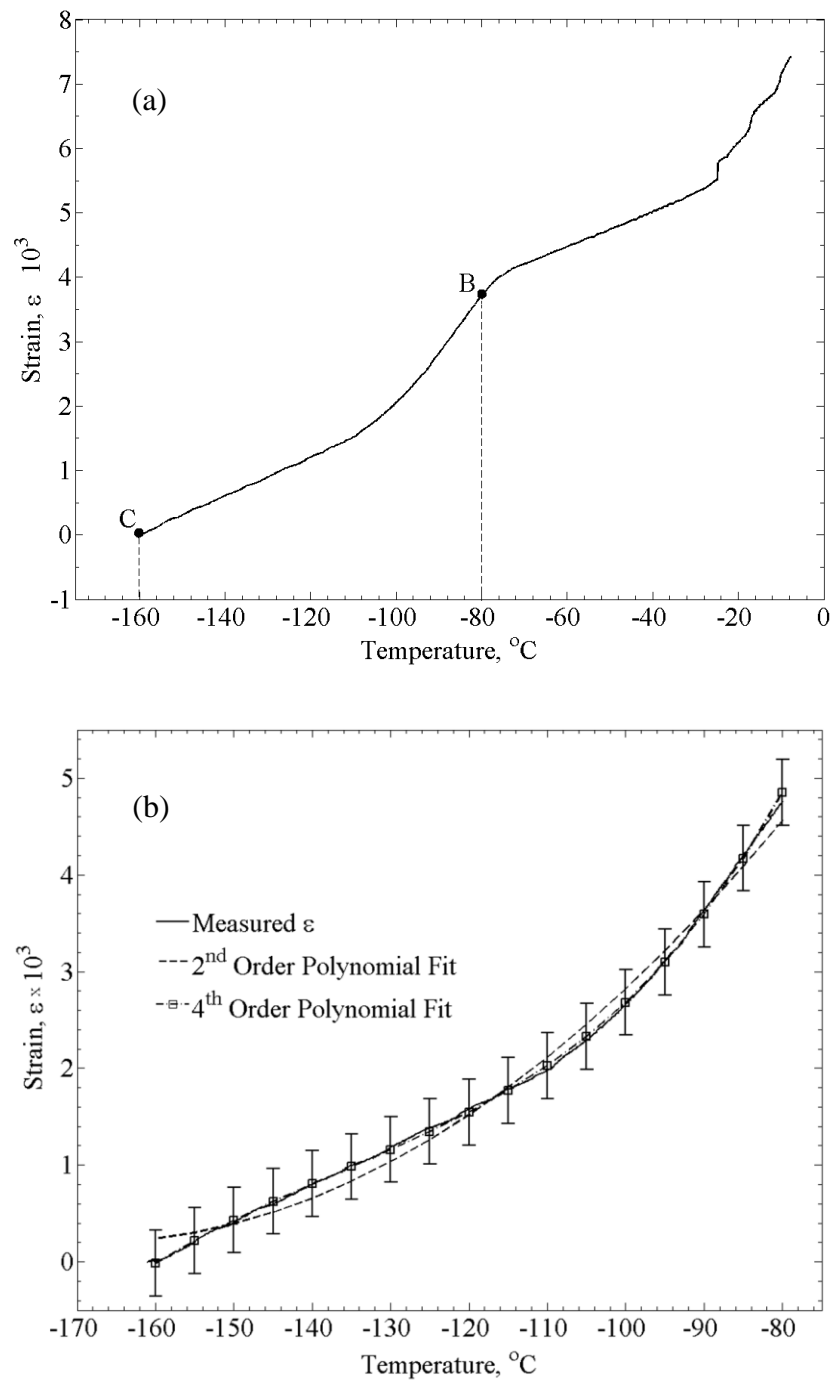 8
7
6
5
4
3
2
1
0
-1
Strain, ε 10³
(a)
B
C
-160 -140 -120 -100 -80 -60 -40 -20 0
Temperature, °C
5
4
3
2
1
0
Strain, ε × 10³
(b)
Measured ε
2nd Order Polynomial Fit
4th Order Polynomial Fit
-170 -160 -150 -140 -130 -120 -110 -100 -90 -80
Temperature, °C